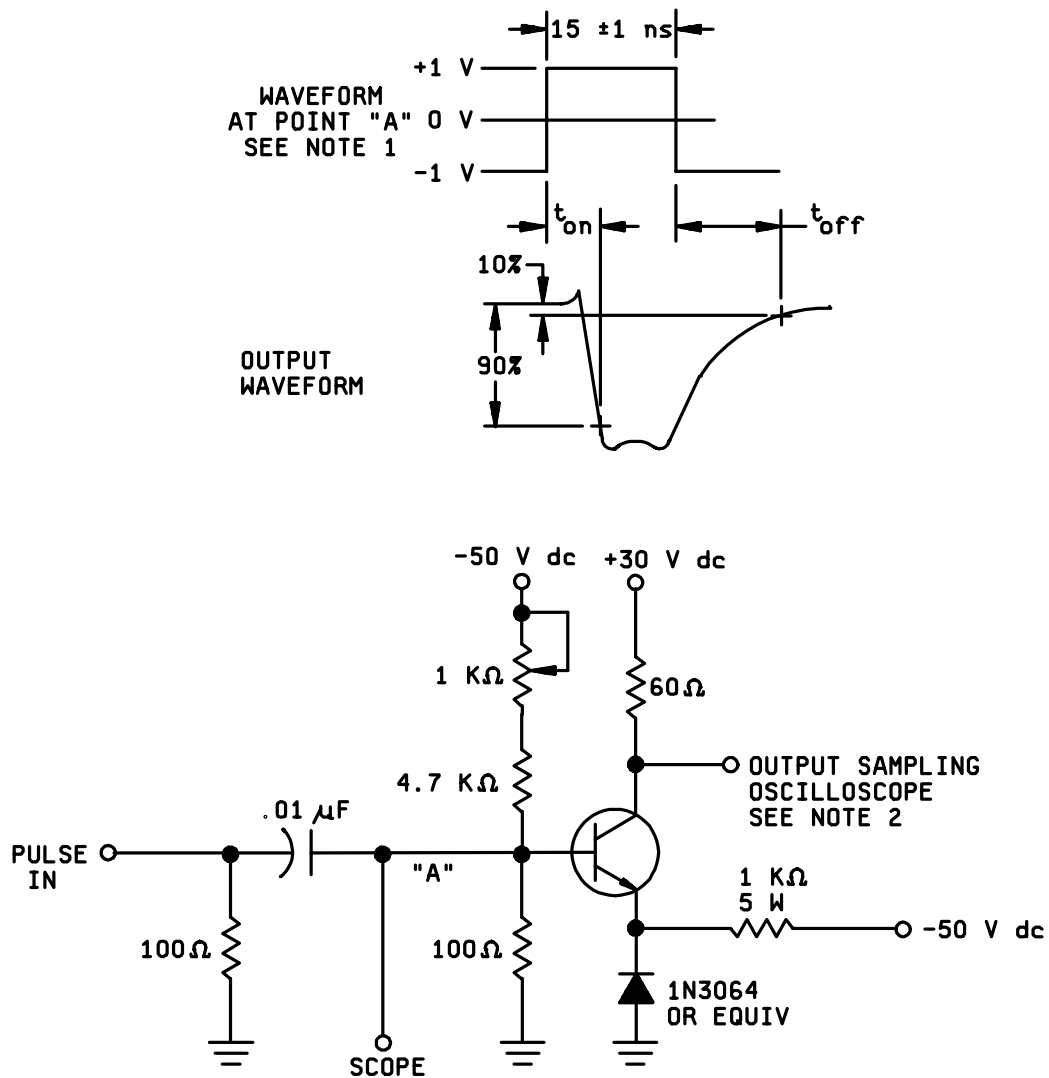 15 ±1 ns
+1 V
WAVEFORM
AT POINT "A"
SEE NOTE 1
0 V
-1 V
ton
toff
10%
90%
OUTPUT
WAVEFORM
-50 V dc
+30 V dc
1 KΩ
60Ω
4.7 KΩ
OUTPUT SAMPLING
OSCILLOSCOPE
SEE NOTE 2
.01 µF
PULSE
IN
"A"
1 KΩ
5 W
-50 V dc
100Ω
100Ω
1N3064
OR EQUIV
SCOPE